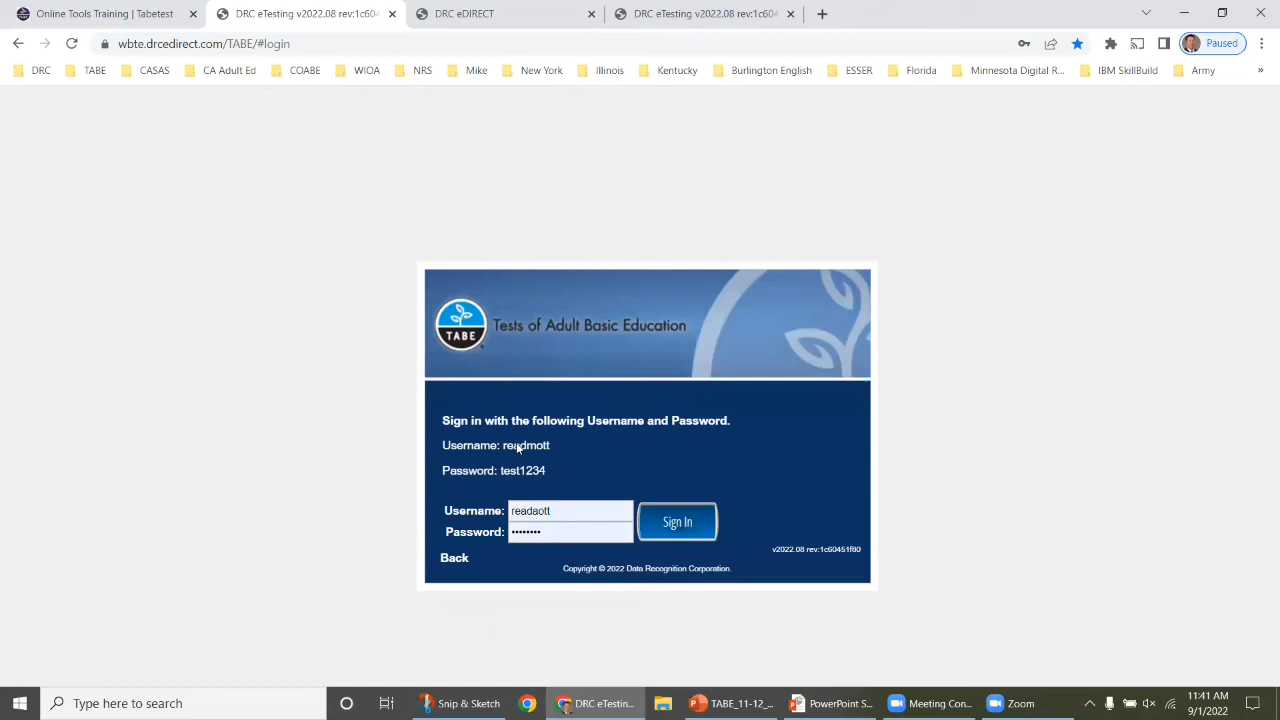 Online Tools Training | Tabetest
DRC eTesting v2022.08 rev:1c604
DRC eDIRECT
DRC eTesting v2022.08 rev:1c604
wbte.drcedirect.com/TABE/#login
Paused
DRC TABE CASAS CA Adult Ed COABE WIOA NRS Mike New York Illinois Kentucky Burlington English ESSER Florida Minnesota Digital R... IBM SkillBuild Army »
TABE
Tests of Adult Basic Education
Sign in with the following Username and Password.
Username: readmott
Password: test1234
Username: readaott
Password: ••••••••
Sign In
v2022.08 rev:1c60451f80
Back
Copyright © 2022 Data Recognition Corporation.
Type here to search
Snip & Sketch
DRC eTestin...
TABE_11-12_...
PowerPoint S...
Meeting Con...
Zoom
11:41 AM
9/1/2022